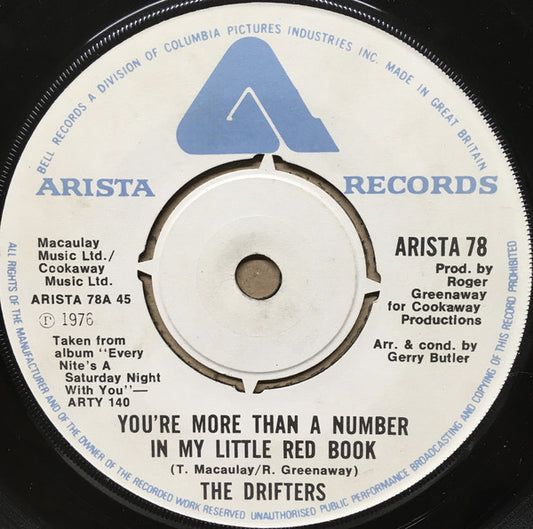 BELL RECORDS A DIVISION OF COLUMBIA PICTURES INDUSTRIES INC. MADE IN GREAT BRITAIN
ARISTA RECORDS
Macaulay
Music Ltd./
Cookaway
Music Ltd.
ARISTA 78A 45
Ⓟ 1976
Taken from
album "Every
Nite's A
Saturday Night
With You"—
ARTY 140
ARISTA 78
Prod. by
Roger
Greenaway
for Cookaway
Productions
Arr. & cond. by
Gerry Butler
YOU'RE MORE THAN A NUMBER
IN MY LITTLE RED BOOK
(T. Macaulay/R. Greenaway)
THE DRIFTERS
ALL RIGHTS OF THE MANUFACTURER AND OF THE OWNER OF THE RECORDED WORK RESERVED UNAUTHORISED PUBLIC PERFORMANCE BROADCASTING AND COPYING OF THIS RECORD PROHIBITED